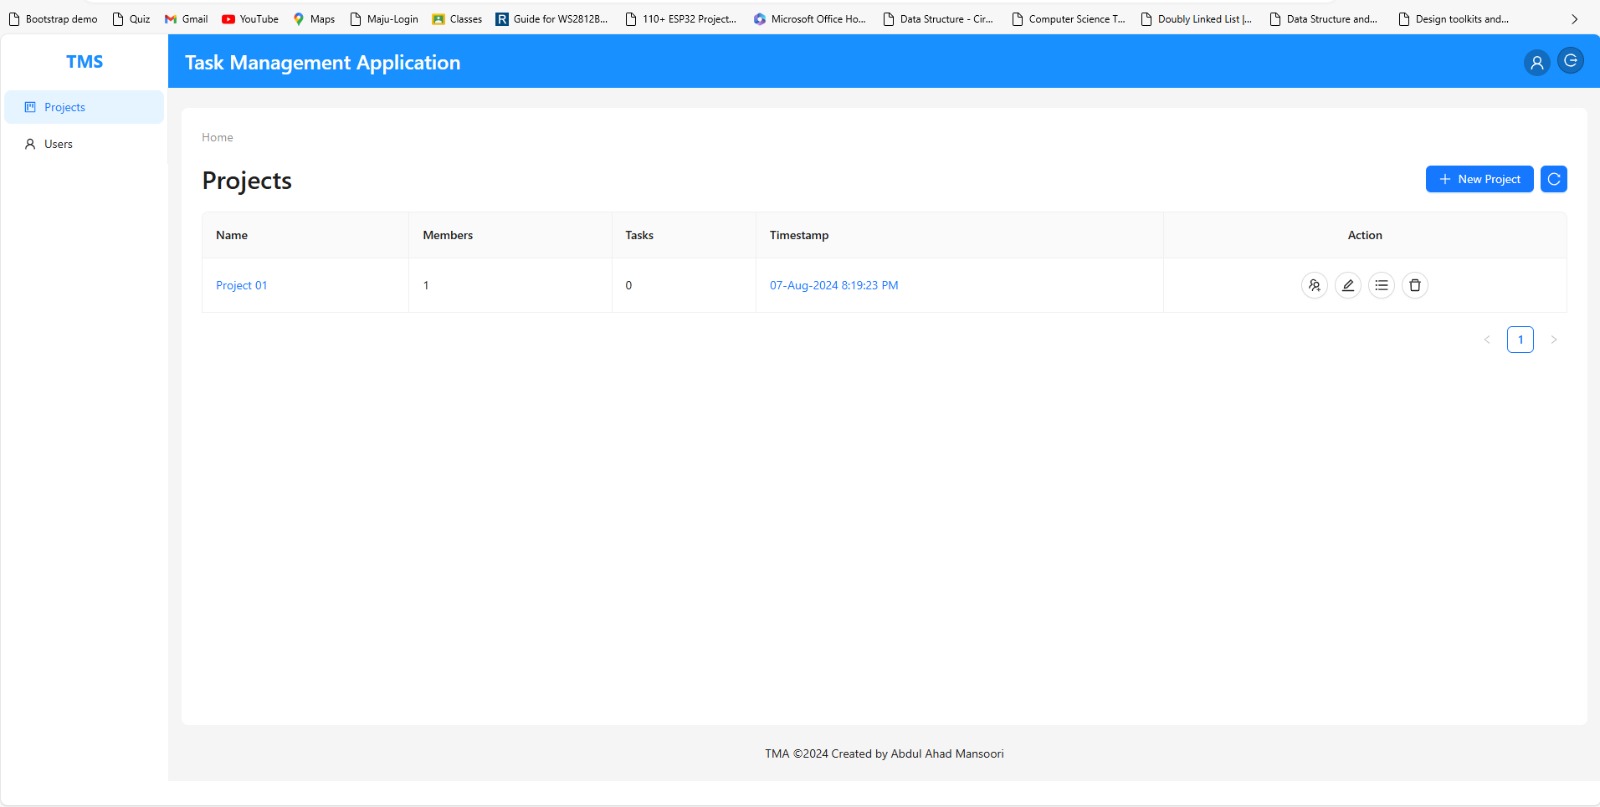 Bootstrap demo Quiz Gmail YouTube Maps Maju-Login Classes R Guide for WS2812B... 110+ ESP32 Project... Microsoft Office Ho... Data Structure - Cir... Computer Science T... Doubly Linked List |... Data Structure and... Design toolkits and...
TMS Task Management Application
Projects
Users
Home
Projects
New Project
Name Members Tasks Timestamp Action
Project 01 1 0 07-Aug-2024 8:19:23 PM
1
TMA ©2024 Created by Abdul Ahad Mansoori